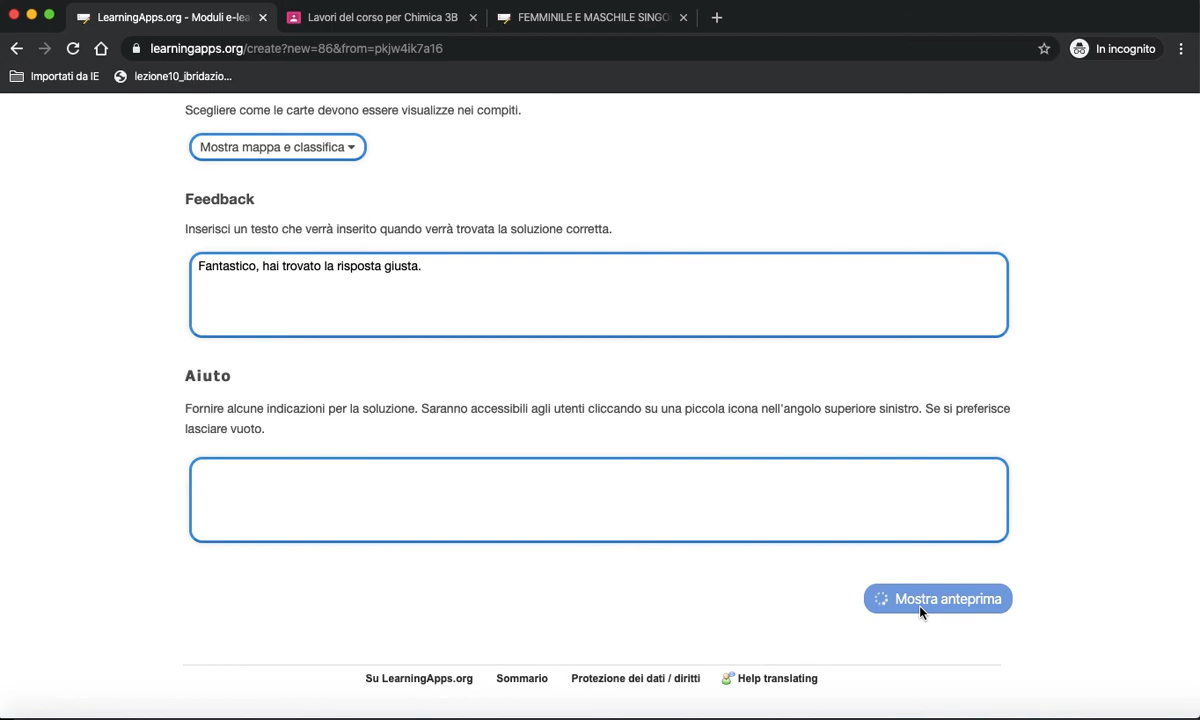 LearningApps.org - Moduli e-lea
Lavori del corso per Chimica 3B
FEMMINILE E MASCHILE SINGO
learningapps.org/create?new=86&from=pkjw4ik7a16
In incognito
Importati da IE
lezione10_ibridazio...
Scegliere come le carte devono essere visualizze nei compiti.
Mostra mappa e classifica
Feedback
Inserisci un testo che verrà inserito quando verrà trovata la soluzione corretta.
Fantastico, hai trovato la risposta giusta.
Aiuto
Fornire alcune indicazioni per la soluzione. Saranno accessibili agli utenti cliccando su una piccola icona nell'angolo superiore sinistro. Se si preferisce
lasciare vuoto.
Mostra anteprima
Su LearningApps.org
Sommario
Protezione dei dati / diritti
Help translating